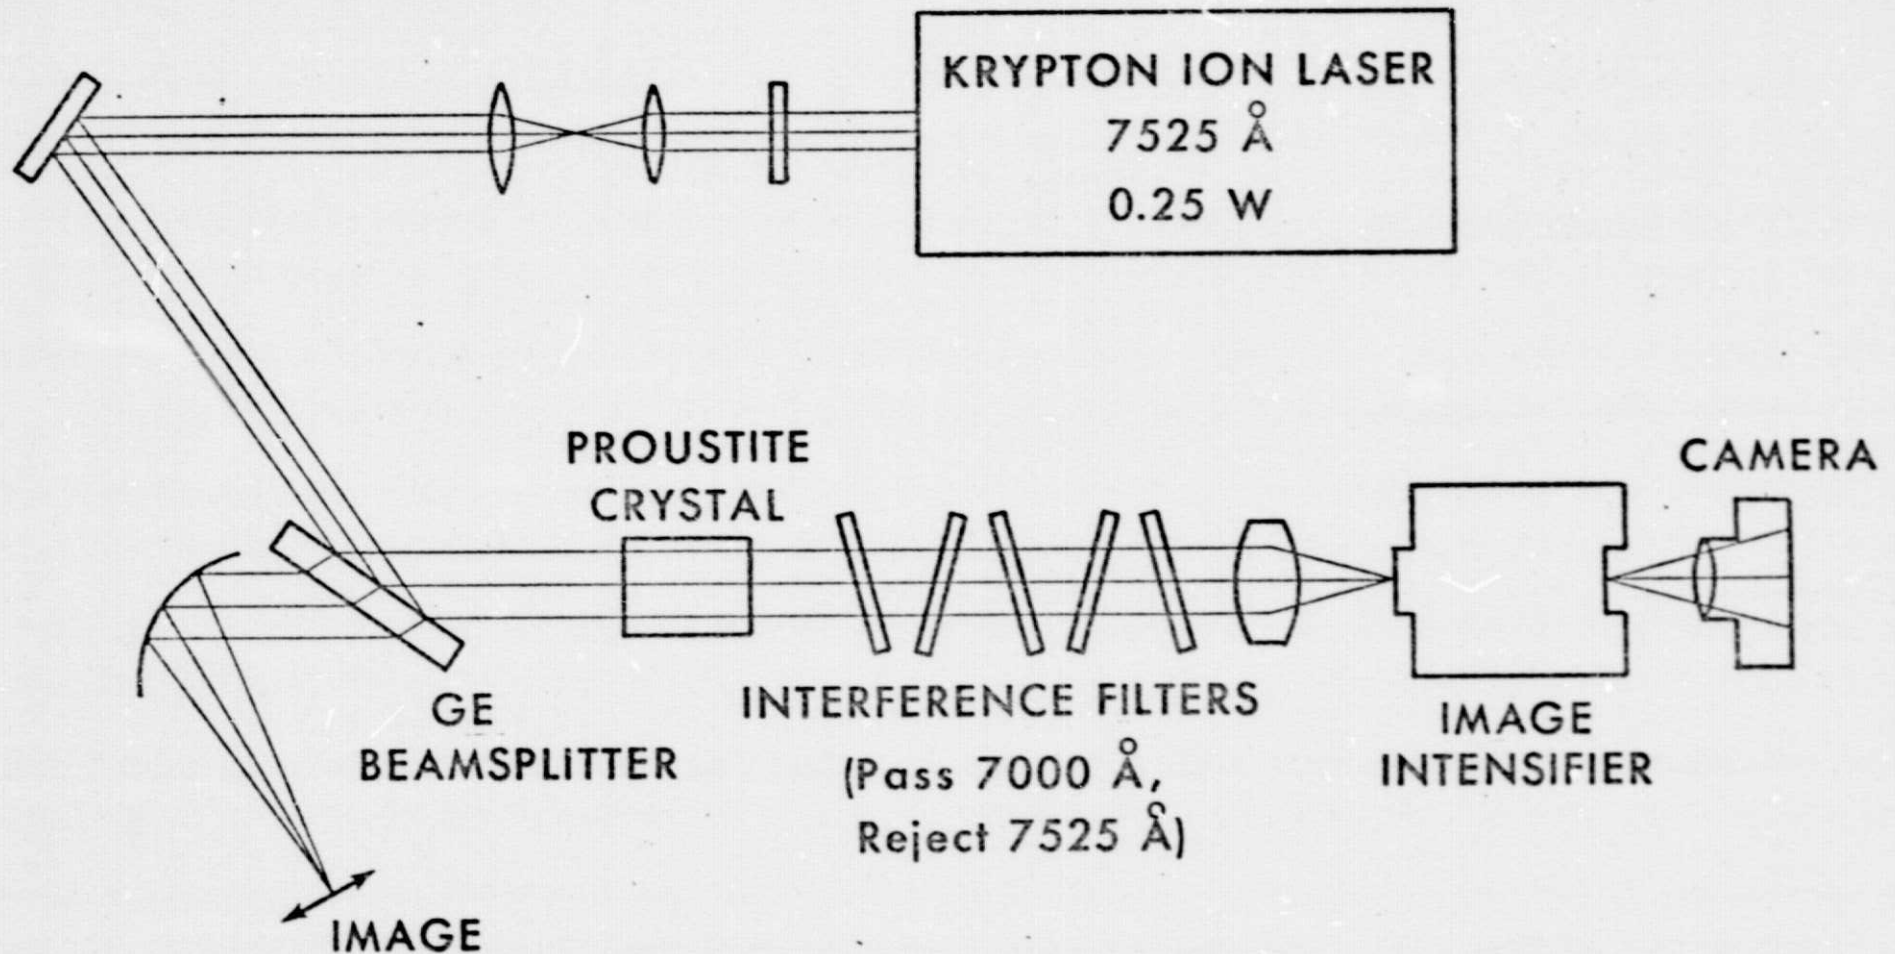 KRYPTON ION LASER
7525 Å
0.25 W
PROUSTITE
CRYSTAL
CAMERA
GE
BEAMSPLITTER
INTERFERENCE FILTERS
(Pass 7000 Å,
Reject 7525 Å)
IMAGE
INTENSIFIER
IMAGE